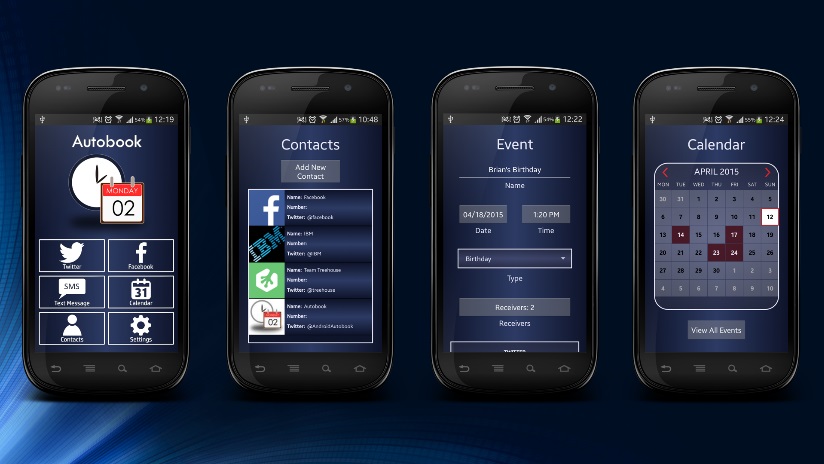 12:19
Autobook
MONDAY
02
Twitter
Facebook
SMS
Text Message
31
Calendar
Contacts
Settings
57% 10:48
Contacts
Add New
Contact
Name: Facebook
Number:
Twitter: @facebook
IBM
Name: IBM
Number:
Twitter: @IBM
Name: Team Treehouse
Number:
Twitter: @treehouse
02
Name: Autobook
Number:
Twitter: @AndroidAutobook
12:22
Event
Brian's Birthday
Name
04/18/2015 1:20 PM
Date Time
Birthday
Type
Receivers: 2
Receivers
55% 12:24
Calendar
APRIL 2015
MON TUE WED THU FRI SAT SUN
30 31 1 2 3 4 5
6 7 8 9 10 11 12
13 14 15 16 17 18 19
20 21 22 23 24 25 26
27 28 29 30 1 2 3
4 5 6 7 8 9 10
View All Events